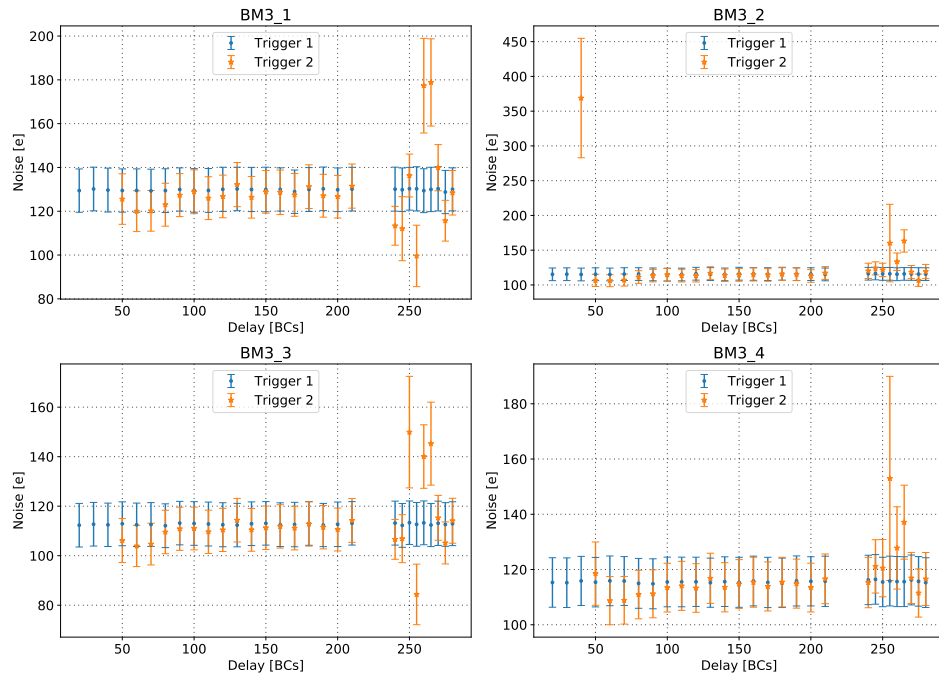 BM3_1
200
180
160
140
120
100
80
Noise [e]
Trigger 1
Trigger 2
50
100
150
200
250
Delay [BCs]
BM3_2
450
400
350
300
250
200
150
100
Noise [e]
Trigger 1
Trigger 2
50
100
150
200
250
Delay [BCs]
BM3_3
160
140
120
100
80
Noise [e]
Trigger 1
Trigger 2
50
100
150
200
250
Delay [BCs]
BM3_4
180
160
140
120
100
Noise [e]
Trigger 1
Trigger 2
50
100
150
200
250
Delay [BCs]